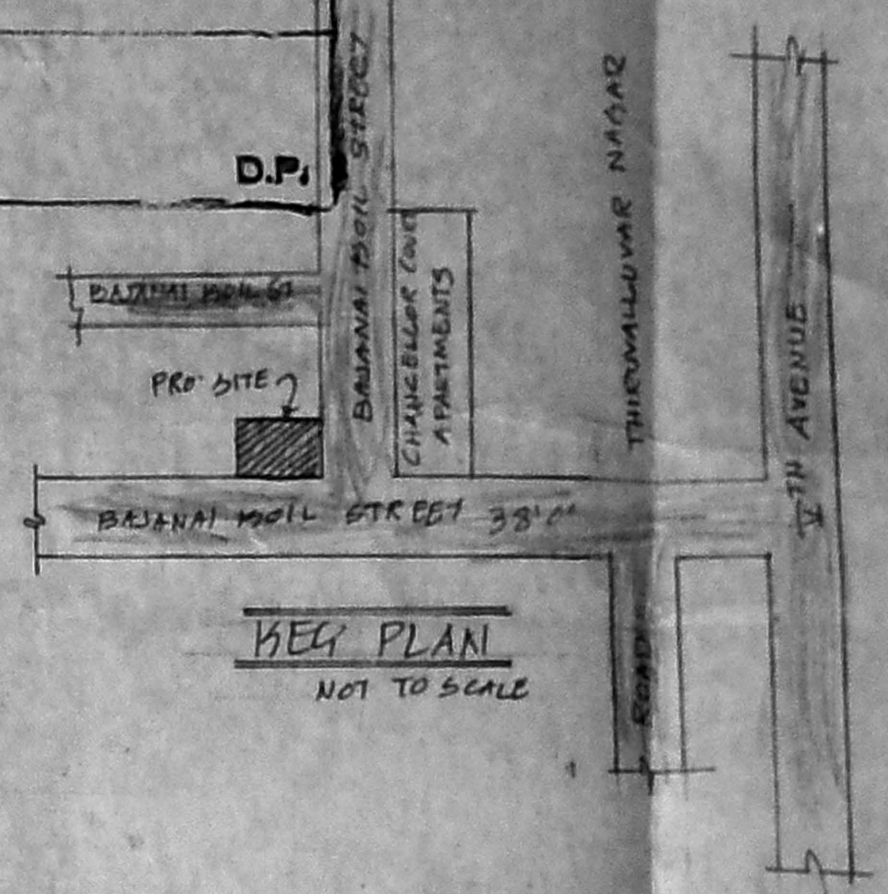 D.P.
BAJANAI KOIL STREET
BAJANAI KOIL ST
CHANCELLOR COURT
APARTMENTS
THIRUVALLUVAR NAGAR
ROAD
VTH AVENUE
PRO. SITE
BAJANAI KOIL STREET 38'0"
KEY PLAN
NOT TO SCALE